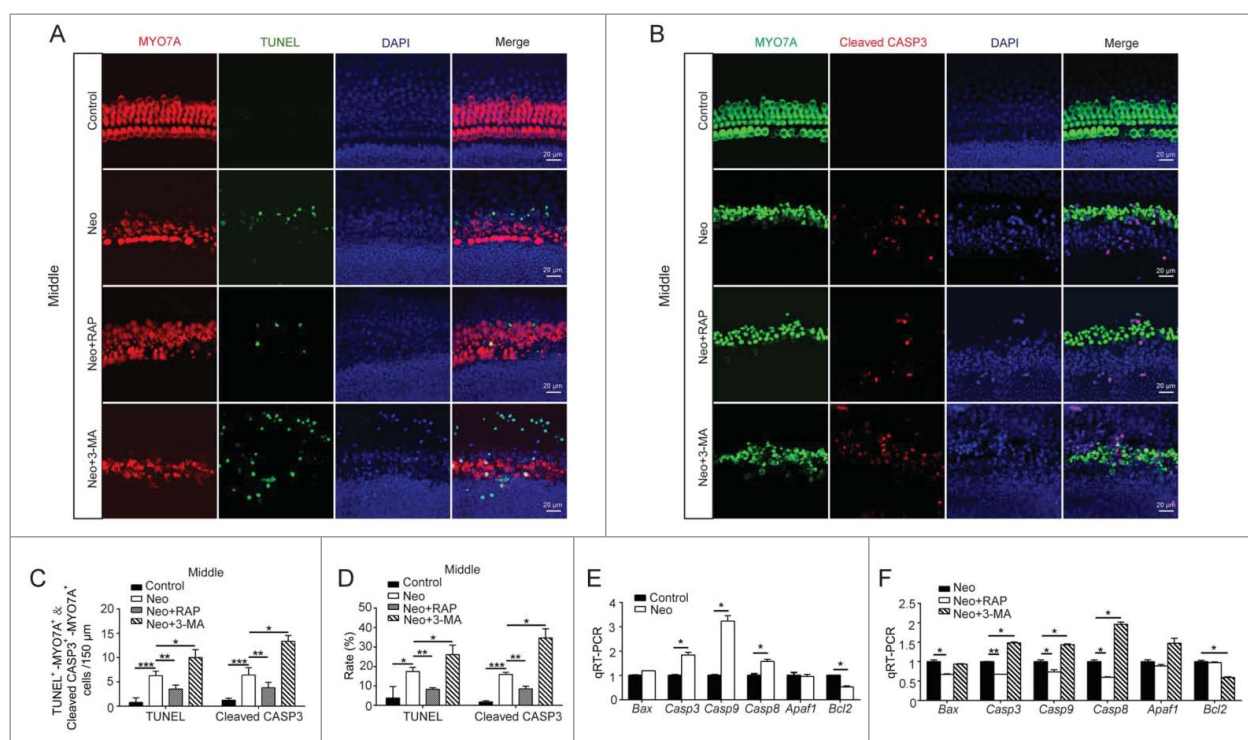 A
MYO7A TUNEL DAPI Merge
Middle
Control
20 µm
Neo
20 µm
Neo+RAP
20 µm
Neo+3-MA
20 µm
B
MYO7A Cleaved CASP3 DAPI Merge
Middle
Control
20 µm
Neo
20 µm
Neo+RAP
20 µm
Neo+3-MA
20 µm
C
Middle
Control
Neo
Neo+RAP
Neo+3-MA
TUNEL⁺-MYO7A⁺ &
Cleaved CASP3⁺-MYO7A⁺
cells /150 µm
20
15
10
5
0
*** ** * *** ** *
TUNEL Cleaved CASP3
D
Middle
Control
Neo
Neo+RAP
Neo+3-MA
Rate (%)
50
40
30
20
10
0
* ** * *** ** *
TUNEL Cleaved CASP3
E
Control
Neo
qRT-PCR
4
3
2
1
0
* * * *
Bax Casp3 Casp9 Casp8 Apaf1 Bcl2
F
Neo
Neo+RAP
Neo+3-MA
qRT-PCR
2.5
2
1.5
1
0.5
0
* ** * * * * * *
Bax Casp3 Casp9 Casp8 Apaf1 Bcl2